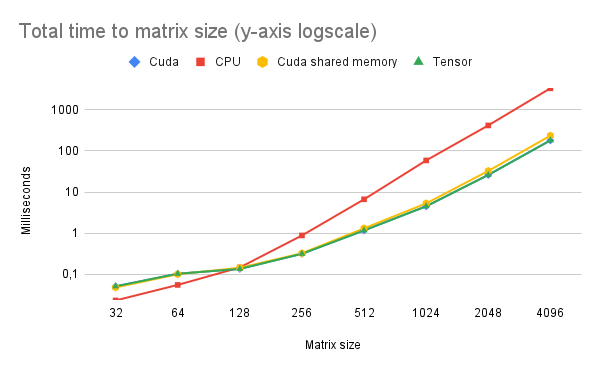 Total time to matrix size (y-axis logscale)
Cuda CPU Cuda shared memory Tensor
1000
100
10
1
0,1
Milliseconds
32 64 128 256 512 1024 2048 4096
Matrix size